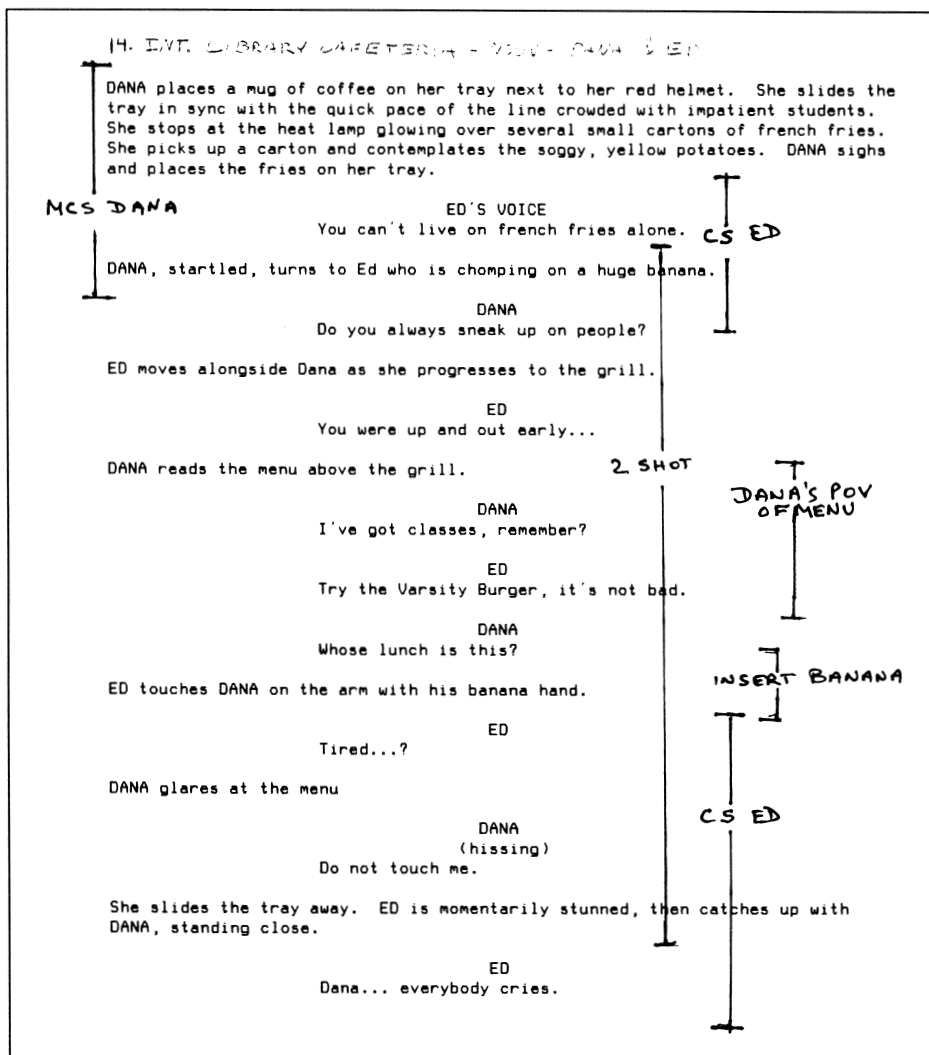 14. INT. LIBRARY CAFETERIA - - DANA & ED
DANA places a mug of coffee on her tray next to her red helmet. She slides the
tray in sync with the quick pace of the line crowded with impatient students.
She stops at the heat lamp glowing over several small cartons of french fries.
She picks up a carton and contemplates the soggy, yellow potatoes. DANA sighs
and places the fries on her tray.
MCS DANA
ED'S VOICE
You can't live on french fries alone.
CS ED
DANA, startled, turns to Ed who is chomping on a huge banana.
DANA
Do you always sneak up on people?
ED moves alongside Dana as she progresses to the grill.
ED
You were up and out early...
DANA reads the menu above the grill.
2 SHOT
DANA'S POV
OF MENU
DANA
I've got classes, remember?
ED
Try the Varsity Burger, it's not bad.
DANA
Whose lunch is this?
ED touches DANA on the arm with his banana hand.
INSERT BANANA
ED
Tired...?
DANA glares at the menu
CS ED
DANA
(hissing)
Do not touch me.
She slides the tray away. ED is momentarily stunned, then catches up with
DANA, standing close.
ED
Dana... everybody cries.